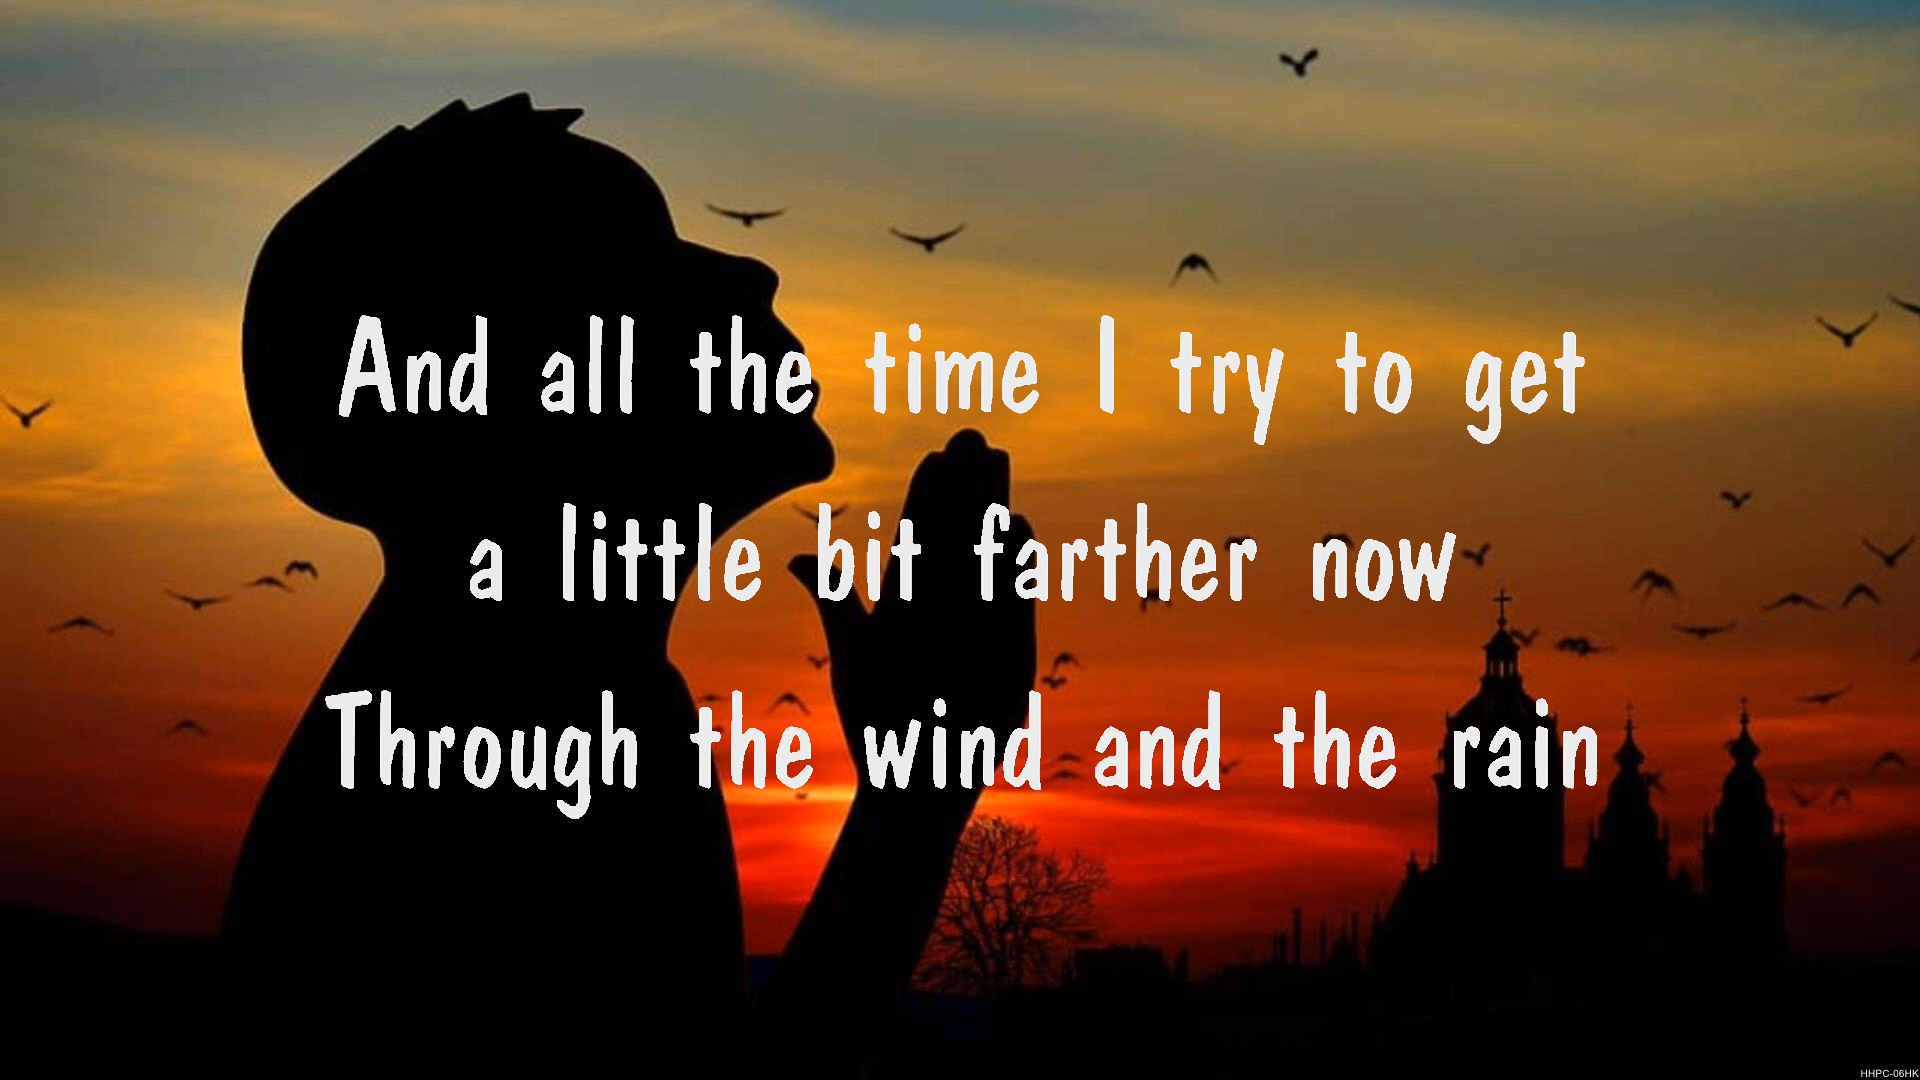 And all the time I try to get
a little bit farther now
Through the wind and the rain
HHPC-06HK